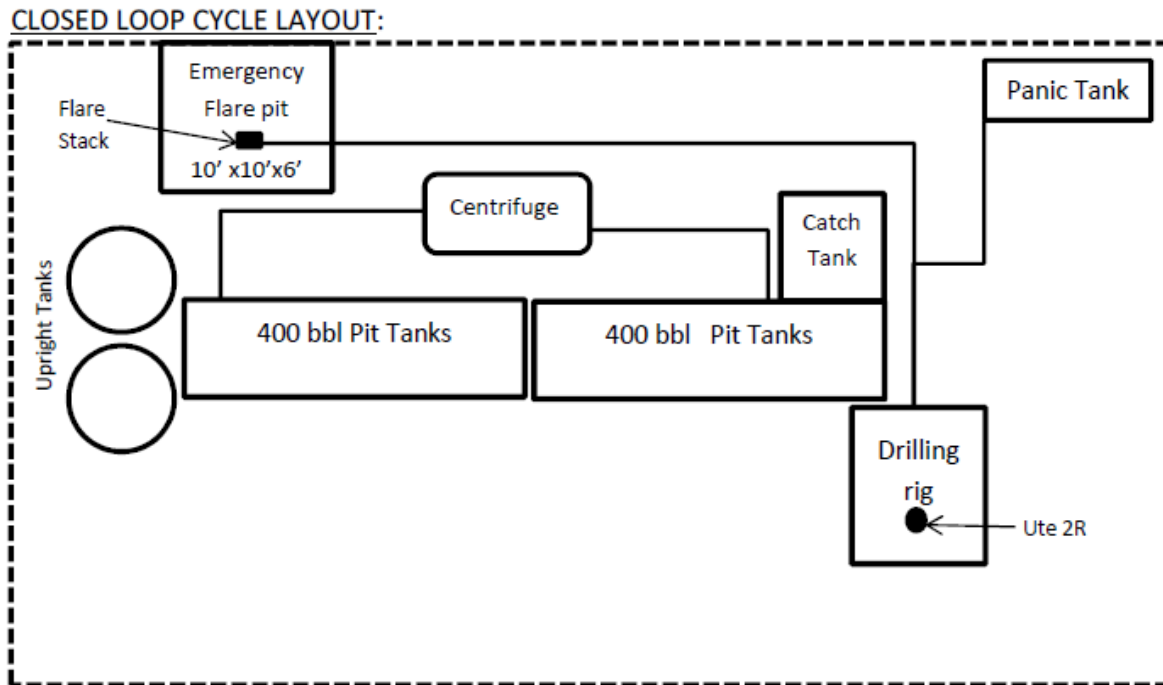 CLOSED LOOP CYCLE LAYOUT:
Emergency
Flare pit
10’ x10’x6’
Flare
Stack
Panic Tank
Centrifuge
Catch
Tank
Upright Tanks
400 bbl Pit Tanks
400 bbl   Pit Tanks
Drilling
rig
Ute 2R